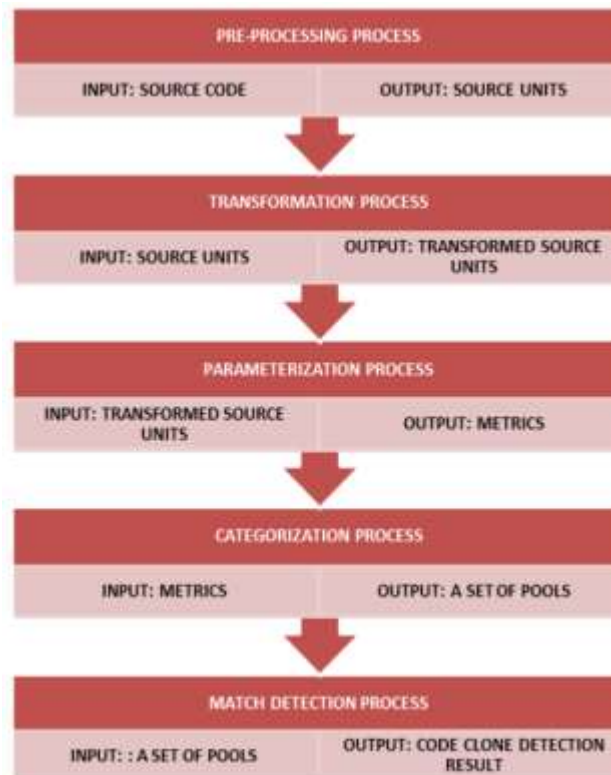 PRE-PROCESSING PROCESS
INPUT: SOURCE CODE
OUTPUT: SOURCE UNITS
TRANSFORMATION PROCESS
INPUT: SOURCE UNITS
OUTPUT: TRANSFORMED SOURCE
UNITS
PARAMETERIZATION PROCESS
INPUT: TRANSFORMED SOURCE
UNITS
OUTPUT: METRICS
CATEGORIZATION PROCESS
INPUT: METRICS
OUTPUT: A SET OF POOLS
MATCH DETECTION PROCESS
INPUT: : A SET OF POOLS
OUTPUT: CODE CLONE DETECTION
RESULT